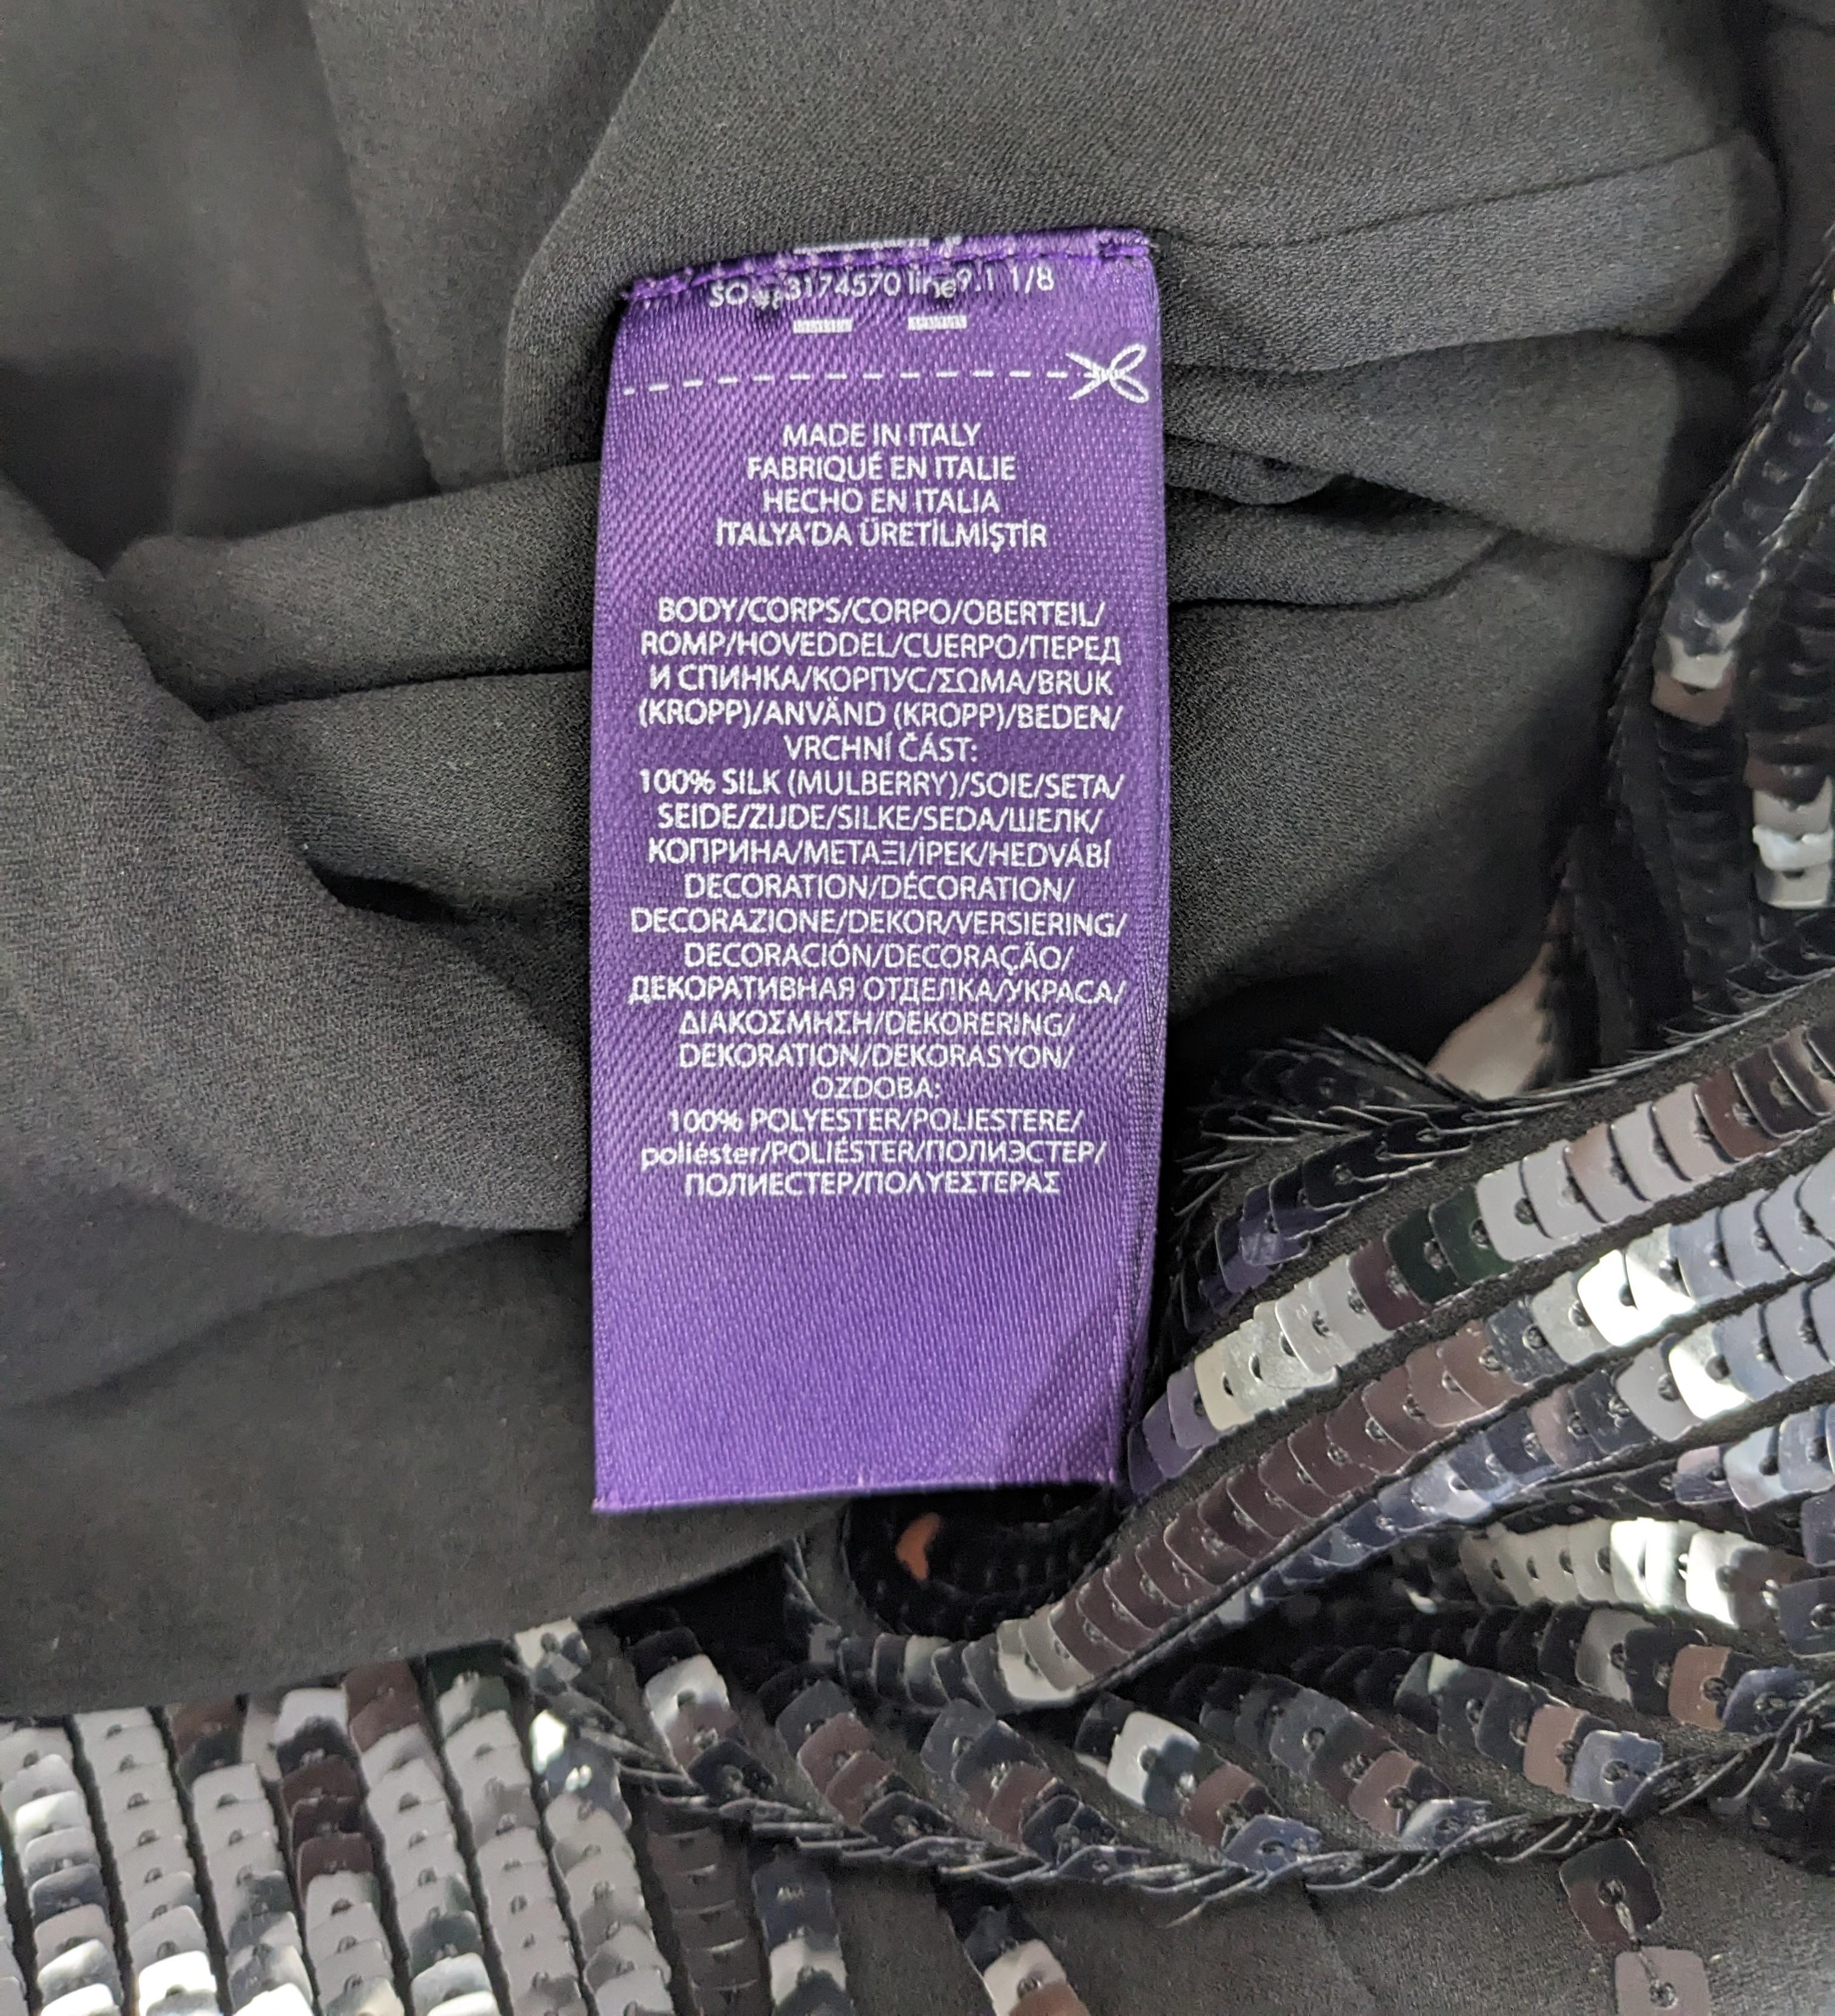 3174570 line9.1 1/8
MADE IN ITALY
FABRIQUÉ EN ITALIE
HECHO EN ITALIA
İTALYA'DA ÜRETİLMİŞTİR
BODY/CORPS/CORPO/OBERTEIL/
ROMP/HOVEDDEL/CUERPO/ПЕРЕД
И СПИНКА/КОРПУС/ΣΩΜΑ/BRUK
(KROPP)/ANVÄND (KROPP)/BEDEN/
VRCHNÍ ČÁST:
100% SILK (MULBERRY)/SOIE/SETA/
SEIDE/ZIJDE/SILKE/SEDA/ШЕЛК/
КОПРИНА/ΜΕΤΑΞΙ/İPEK/HEDVÁBÍ
DECORATION/DÉCORATION/
DECORAZIONE/DEKOR/VERSIERING/
DECORACIÓN/DECORAÇÃO/
ДЕКОРАТИВНАЯ ОТДЕЛКА/УКРАСА/
ΔΙΑΚΟΣΜΗΣΗ/DEKORERING/
DEKORATION/DEKORASYON/
OZDOBA:
100% POLYESTER/POLIESTERE/
poliéster/POLIÉSTER/ПОЛИЭСТЕР/
ПОЛИЕСТЕР/ΠΟΛΥΕΣΤΕΡΑΣ